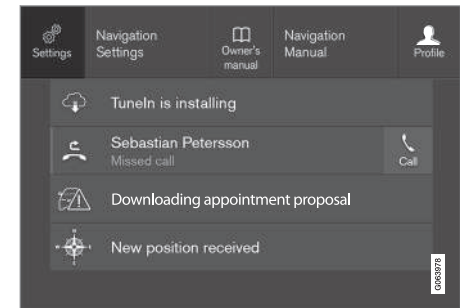 Settings
Navigation Settings
Owner's manual
Navigation Manual
Profile
TuneIn is installing
Sebastian Petersson
Missed call
Call
Downloading appointment proposal
New position received
G063978